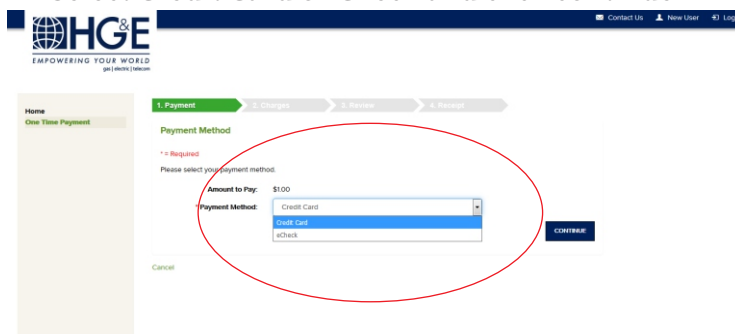 Contact Us
New User
Log
HG&E
EMPOWERING YOUR WORLD
gas | electric | telecom
Home
One Time Payment
1. Payment
2. Charges
3. Review
4. Receipt
Payment Method
* = Required
Please select your payment method.
Amount to Pay: $1.00
*Payment Method: Credit Card
Credit Card
eCheck
CONTINUE
Cancel